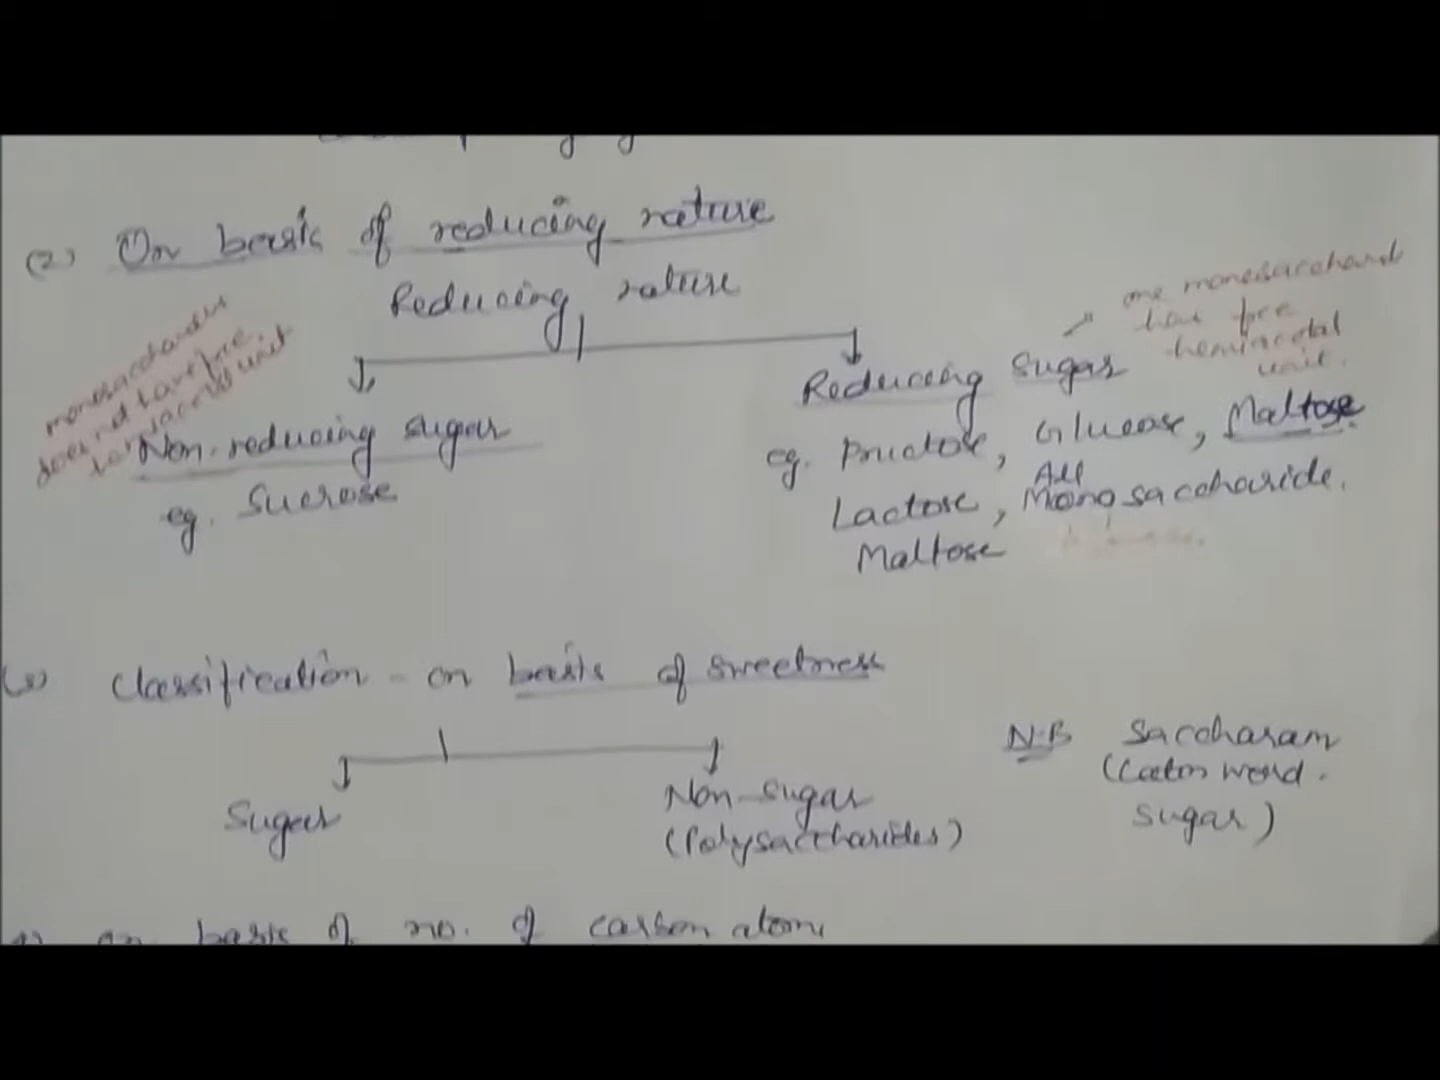 (2) On basis of reducing nature
Reducing nature
one monosaccharid
has free
hemiacetal
unit.
monosaccharides
does not have free
hemiacetal unit
Non-reducing sugar
eg. Sucrose
Reducing Sugar
eg. Fructose, Glucose, Maltose
Lactose, All Monosaccharide.
Maltose
(3) Classification - on basis of sweetness
Sugar
Non-Sugar
(Polysaccharides)
N.B Saccharam
(Latin word.
sugar)
on basis of no. of carbon atom